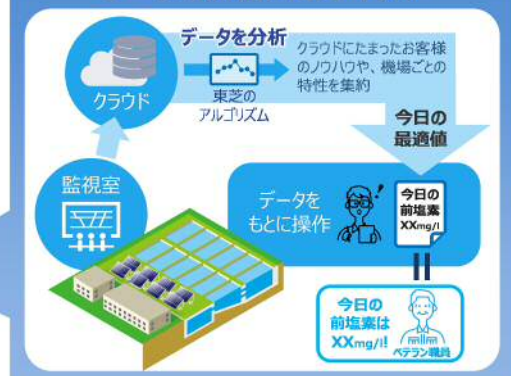 データを分析
クラウド
東芝の
アルゴリズム
クラウドにたまったお客様
のノウハウや、機場ごとの
特性を集約
今日の
最適値
監視室
データを
もとに操作
今日の
前塩素
XXmg/l
今日の
前塩素は
XXmg/l!
ベテラン職員